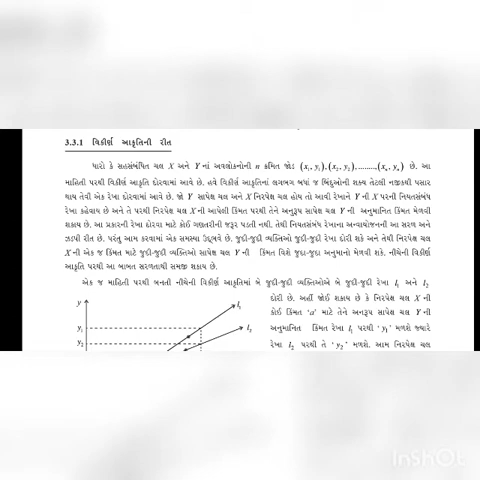 3.3.1 વિકીર્ણ આકૃતિની રીત
ધારો કે સહસંબંધિત ચલ X અને Y નાં અવલોકનોની n ક્રમિત જોડ (x₁, y₁), (x₂, y₂), ........, (xₙ, yₙ) છે. આ
માહિતી પરથી વિકીર્ણ આકૃતિ દોરવામાં આવે છે. હવે વિકીર્ણ આકૃતિનાં લગભગ બધાં જ બિંદુઓની શક્ય તેટલી નજીકથી પસાર
થાય તેવી એક રેખા દોરવામાં આવે છે. જો Y સાપેક્ષ ચલ અને X નિરપેક્ષ ચલ હોય તો આવી રેખાને Y ની X પરની નિયતસંબંધ
રેખા કહેવાય છે અને તે પરથી નિરપેક્ષ ચલ X ની આપેલી કિંમત પરથી તેને અનુરૂપ સાપેક્ષ ચલ Y ની અનુમાનિત કિંમત મેળવી
શકાય છે. આ પ્રકારની રેખા દોરવા માટે કોઈ ગણતરીની જરૂર પડતી નથી. તેથી નિયતસંબંધ રેખાના અન્વાયોજનની આ સરળ અને
ઝડપી રીત છે. પરંતુ આમ કરવામાં એક સમસ્યા ઉદ્ભવે છે. જુદી-જુદી વ્યક્તિઓ જુદી-જુદી રેખા દોરી શકે અને તેથી નિરપેક્ષ ચલ
X ની એક જ કિંમત માટે જુદી-જુદી વ્યક્તિઓ સાપેક્ષ ચલ Y ની કિંમત વિશે જુદા-જુદા અનુમાનો મેળવી શકે. નીચેની વિકીર્ણ
આકૃતિ પરથી આ બાબત સરળતાથી સમજી શકાય છે.
એક જ માહિતી પરથી બનતી નીચેની વિકીર્ણ આકૃતિમાં બે જુદી-જુદી વ્યક્તિઓએ બે જુદી-જુદી રેખા l₁ અને l₂
દોરી છે. અહીં જોઈ શકાય છે કે નિરપેક્ષ ચલ X ની
કોઈ કિંમત 'a' માટે તેને અનરૂપ સાપેક્ષ ચલ Y ની
અનુમાનિત કિંમત રેખા l₁ પરથી 'y₁' મળશે જ્યારે
રેખા l₂ પરથી તે 'y₂' મળશે. આમ નિરપેક્ષ ચલ
y
y₁
y₂
l₁
l₂
InShOt